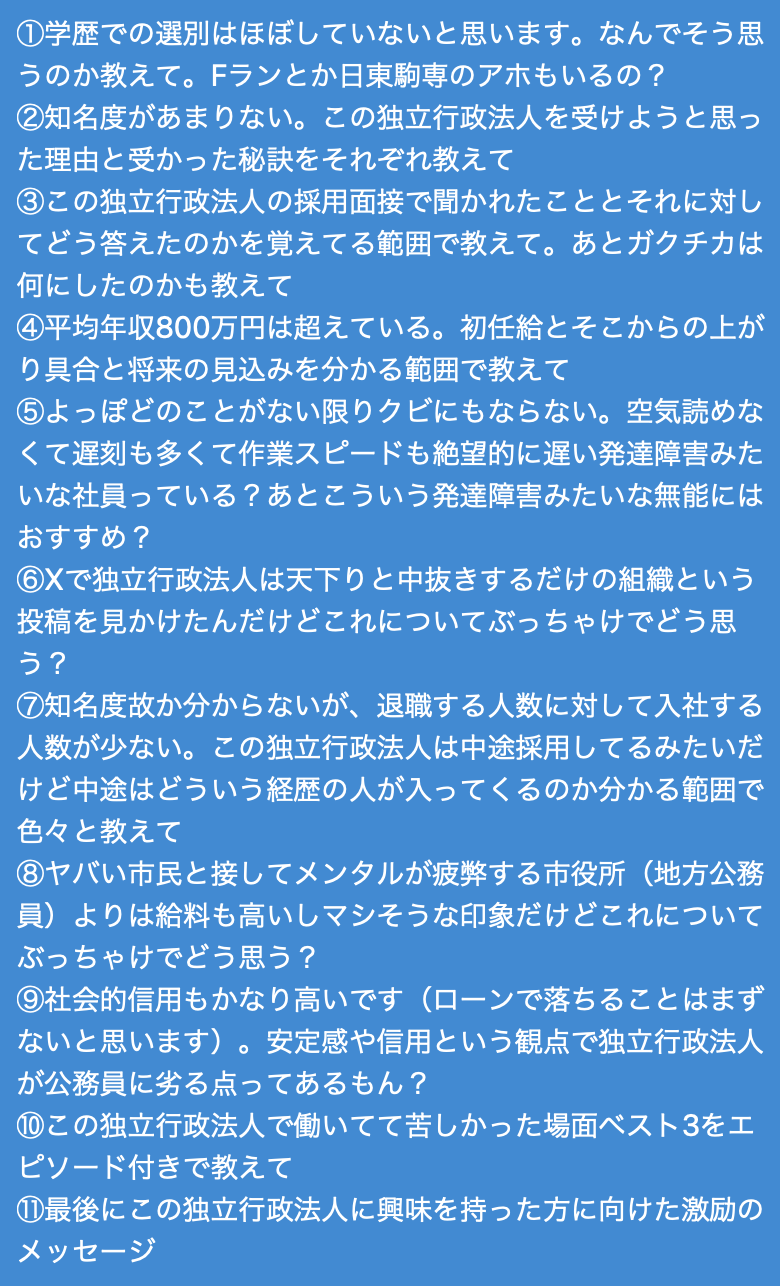 ①学歴での選別はほぼしていないと思います。なんでそう思
うのか教えて。Fランとか日東駒専のアホもいるの？
②知名度があまりない。この独立行政法人を受けようと思っ
た理由と受かった秘訣をそれぞれ教えて
③この独立行政法人の採用面接で聞かれたこととそれに対し
てどう答えたのかを覚えてる範囲で教えて。あとガクチカは
何にしたのかも教えて
④平均年収800万円は超えている。初任給とそこからの上が
り具合と将来の見込みを分かる範囲で教えて
⑤よっぽどのことがない限りクビにもならない。空気読めな
くて遅刻も多くて作業スピードも絶望的に遅い発達障害みた
いな社員っている？あとこういう発達障害みたいな無能には
おすすめ？
⑥Xで独立行政法人は天下りと中抜きするだけの組織という
投稿を見かけたんだけどこれについてぶっちゃけでどう思
う？
⑦知名度故か分からないが、退職する人数に対して入社する
人数が少ない。この独立行政法人は中途採用してるみたいだ
けど中途はどういう経歴の人が入ってくるのか分かる範囲で
色々と教えて
⑧ヤバい市民と接してメンタルが疲弊する市役所（地方公務
員）よりは給料も高いしマシそうな印象だけどこれについて
ぶっちゃけでどう思う？
⑨社会的信用もかなり高いです（ローンで落ちることはまず
ないと思います）。安定感や信用という観点で独立行政法人
が公務員に劣る点ってあるもん？
⑩この独立行政法人で働いてて苦しかった場面ベスト3をエ
ピソード付きで教えて
⑪最後にこの独立行政法人に興味を持った方に向けた激励の
メッセージ